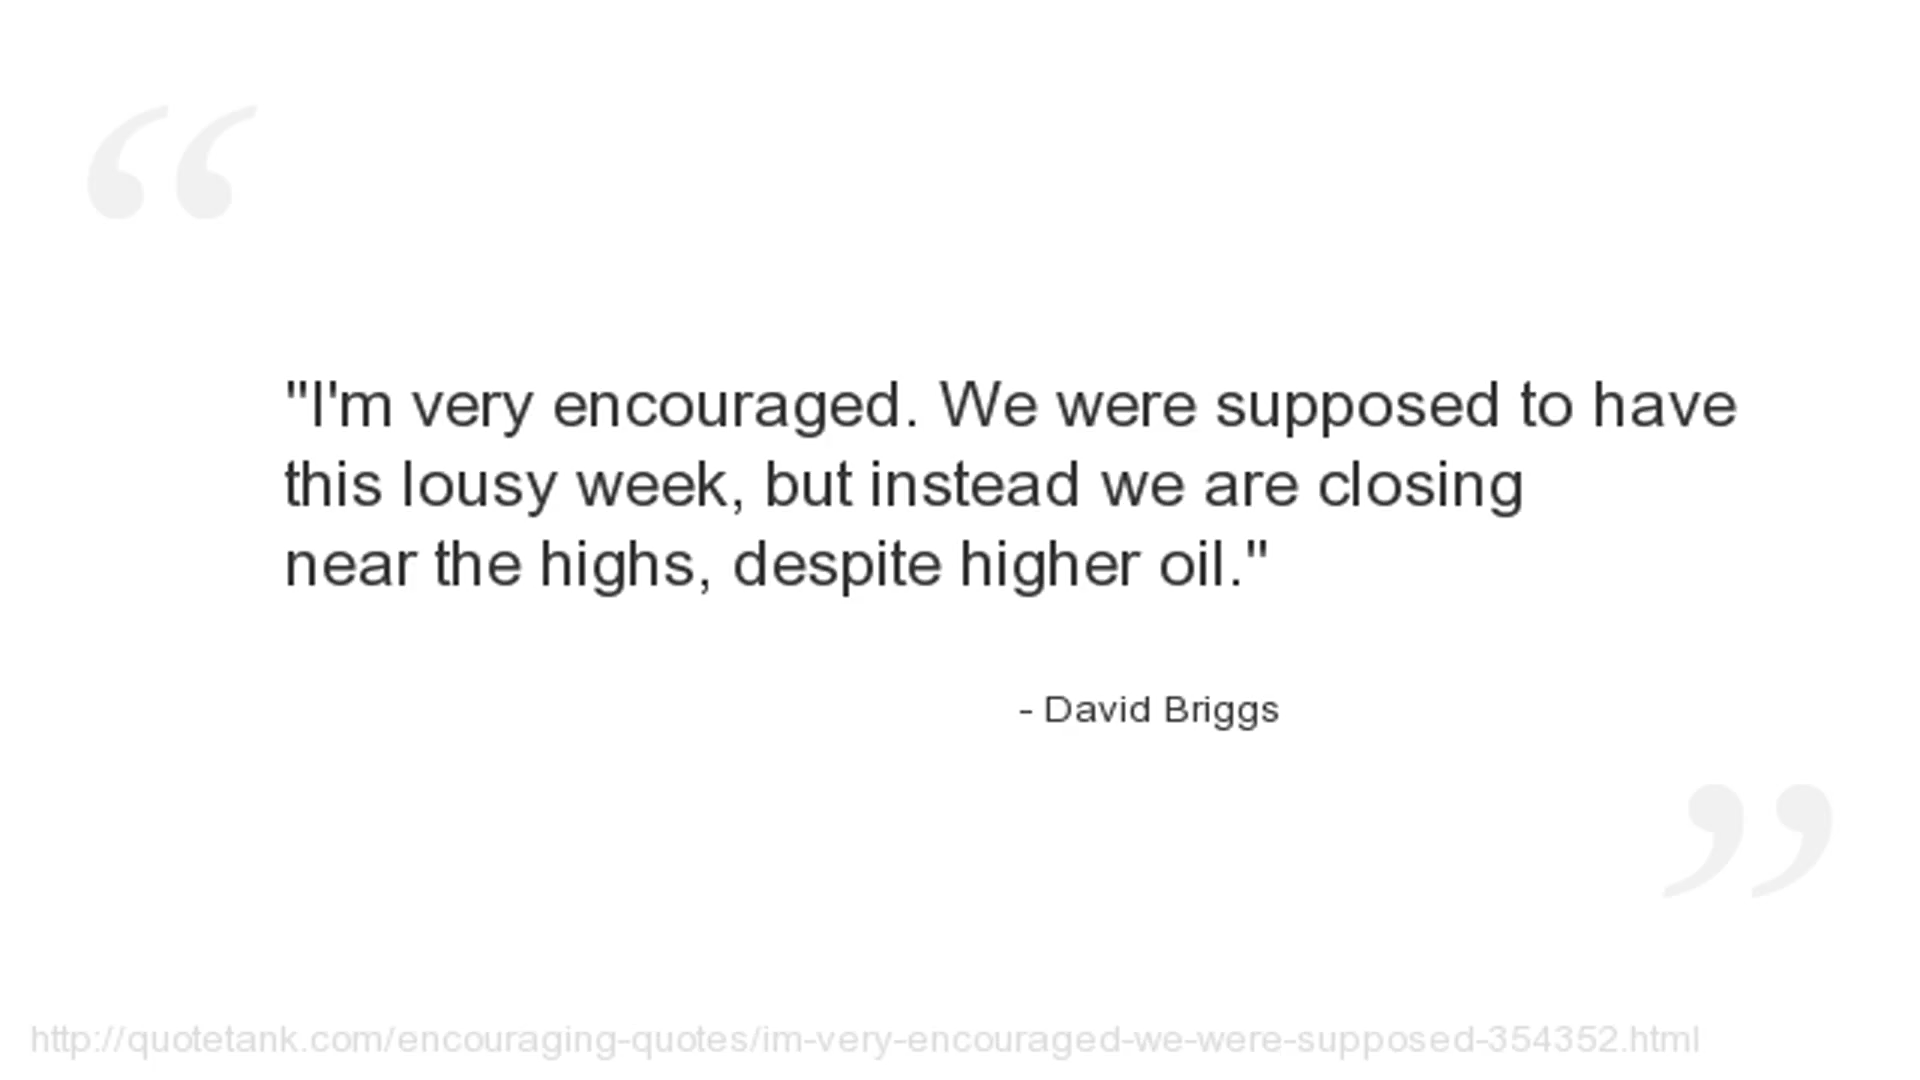 "I'm very encouraged. We were supposed to have
this lousy week, but instead we are closing
near the highs, despite higher oil."
- David Briggs
http://quotetank.com/encouraging-quotes/im-very-encouraged-we-were-supposed-354352.html